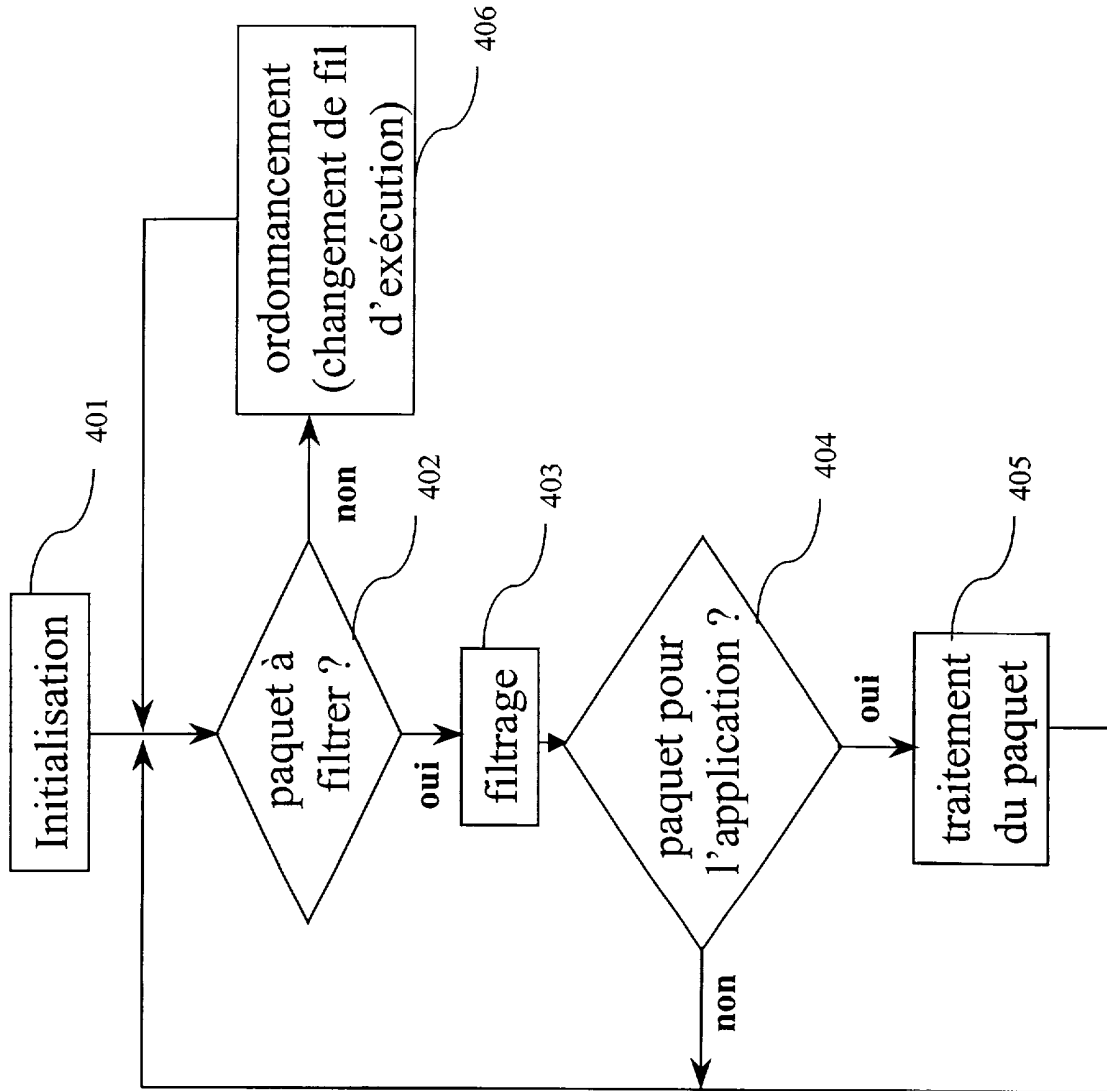 Initialisation
401
paquet à
filtrer ?
402
non
ordonnancement
(changement de fil
d'exécution)
406
oui
filtrage
403
paquet pour
l'application ?
404
non
oui
traitement
du paquet
405